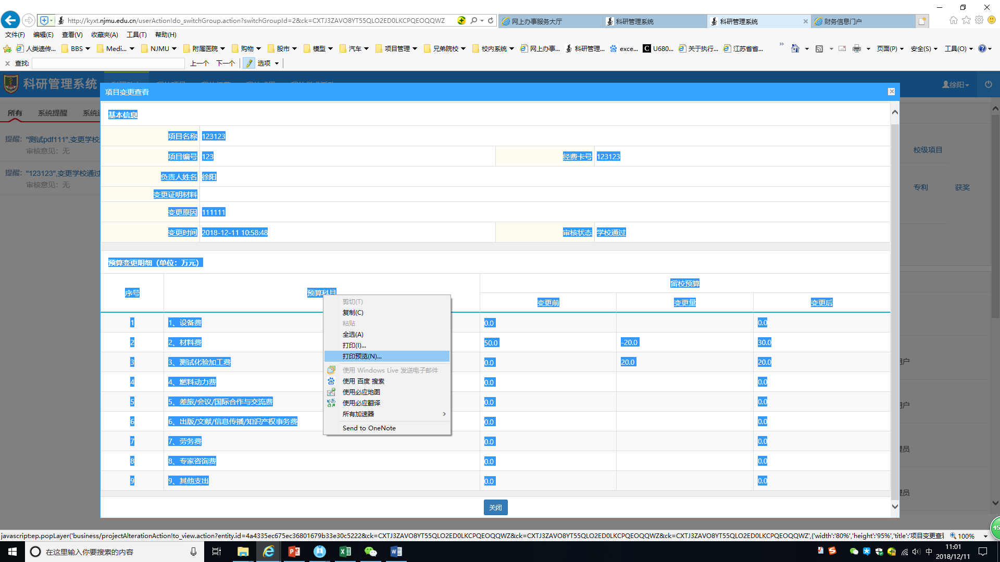 http://kyxt.njmu.edu.cn/userAction!do_switchGroup.action?switchGroupId=2&ck=CXTJ3ZAVO8YT55QLO2ED0LKCPQEOQQWZ
网上办事服务大厅
科研管理系统
科研管理系统
财务信息门户
文件(F) 编辑(E) 查看(V) 收藏夹(A) 工具(T) 帮助(H)
人类遗传... BBS Medi... NJMU 附属医院 购物 股市 模型 汽车 项目管理 兄弟院校 校内系统 网上办事... 科研管理... exce... U680... 关于执行... 江苏省省... 页面(P) 安全(S) 工具(O)
查找: 上一个 下一个 选项
科研管理系统
徐阳
项目变更查看
所有 系统提醒
提醒: "测试pdf111",变更学校
审核意见: 无
提醒: "123123",变更学校通过
审核意见: 无
校级项目
专利 获奖
基本信息
项目名称 123123
项目编号 123 经费卡号 123123
负责人姓名 徐阳
变更证明材料
变更原因 111111
变更时间 2018-12-11 10:58:48 审核状态 学校通过
预算变更明细（单位：万元）
序号 预算科目 留校预算
变更前 变更量 变更后
1 1、设备费 0.0 0.0
2 2、材料费 50.0 -20.0 30.0
3 3、测试化验加工费 0.0 20.0 20.0
4 4、燃料动力费 0.0 0.0
5 5、差旅/会议/国际合作与交流费 0.0 0.0
6 6、出版/文献/信息传播/知识产权事务费 0.0 0.0
7 7、劳务费 0.0 0.0
8 8、专家咨询费 0.0 0.0
9 9、其他支出 0.0 0.0
剪切(T)
复制(C)
粘贴
全选(A)
打印(I)...
打印预览(N)...
使用 Windows Live 发送电子邮件
使用 百度 搜索
使用必应地图
使用必应翻译
所有加速器
Send to OneNote
关闭
javascript:ep.popLayer('business/projectAlterationAction!to_view.action?entity.id=4a4335ec675ec36801679b33e30c5222&ck=CXTJ3ZAVO8YT55QLO2ED0LKCPQEOQQWZ&ck=CXTJ3ZAVO8YT55QLO2ED0LKCPQEOQQWZ&ck=CXTJ3ZAVO8YT55QLO2ED0LKCPQEOQQWZ',{'width':'80%','height':'95%','title':'项目变更查看
100%
45
在这里输入你要搜索的内容
中
11:01
2018/12/11